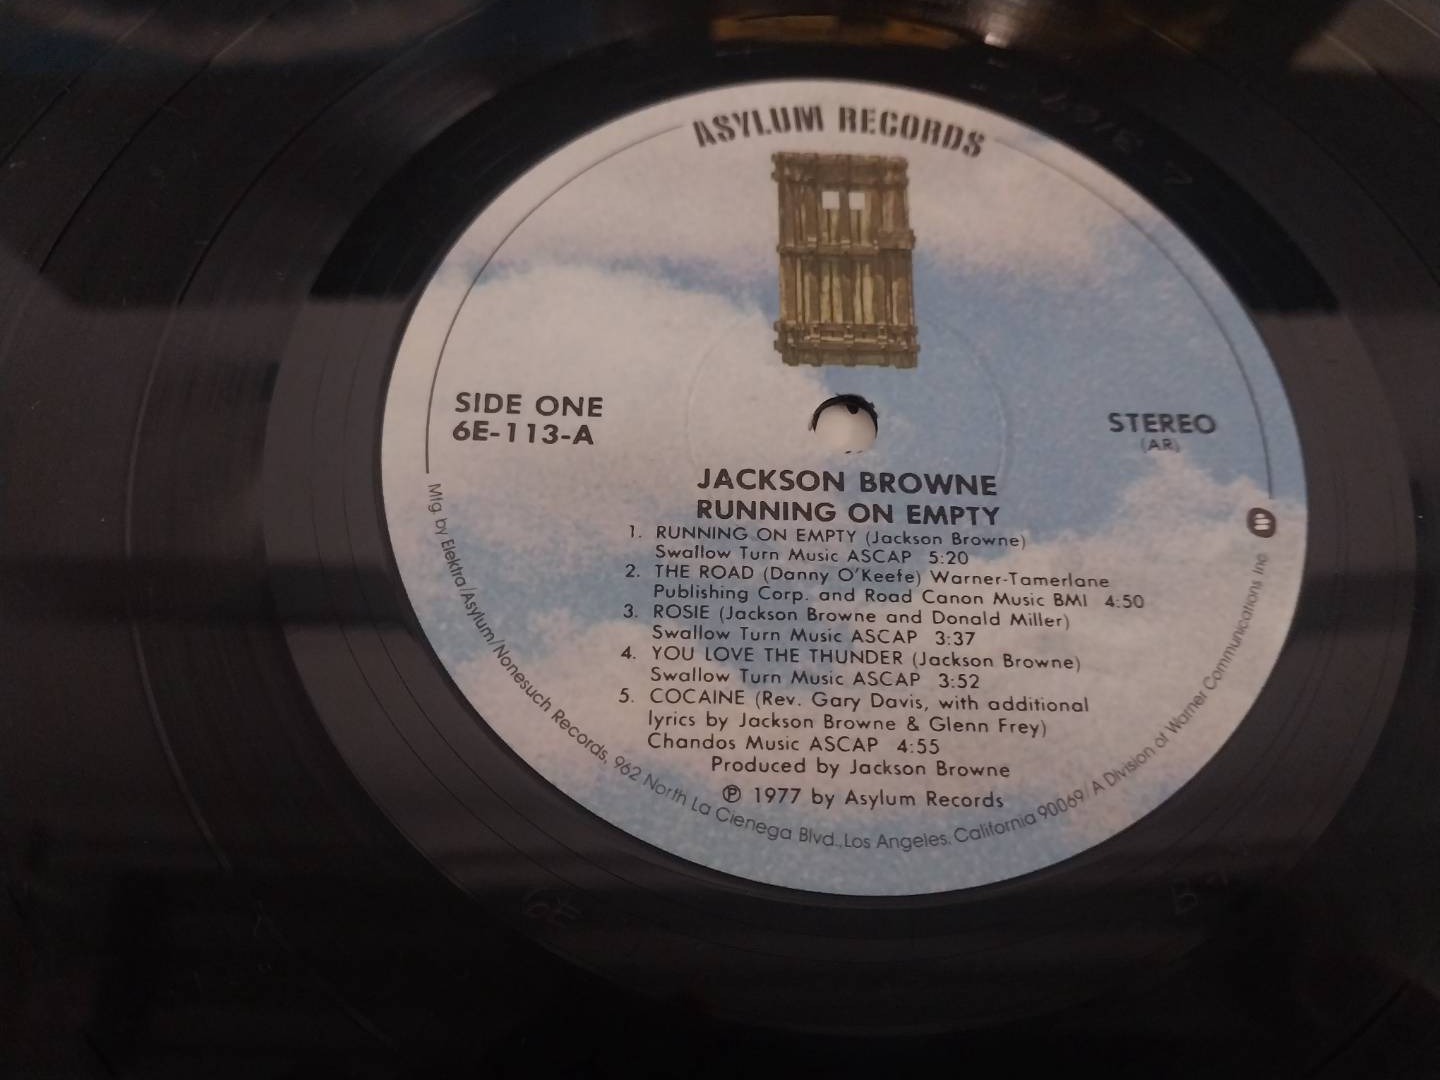 ASYLUM RECORDS
SIDE ONE
6E-113-A
STEREO
(AR)
JACKSON BROWNE
RUNNING ON EMPTY
1. RUNNING ON EMPTY (Jackson Browne)
Swallow Turn Music ASCAP 5:20
2. THE ROAD (Danny O'Keefe) Warner-Tamerlane
Publishing Corp. and Road Canon Music BMI 4:50
3. ROSIE (Jackson Browne and Donald Miller)
Swallow Turn Music ASCAP 3:37
4. YOU LOVE THE THUNDER (Jackson Browne)
Swallow Turn Music ASCAP 3:52
5. COCAINE (Rev. Gary Davis, with additional
lyrics by Jackson Browne & Glenn Frey)
Chandos Music ASCAP 4:55
Produced by Jackson Browne
℗ 1977 by Asylum Records
Mfg. by Elektra/Asylum/Nonesuch Records, 962 North La Cienega Blvd., Los Angeles, California 90069/A Division of Warner Communications Inc